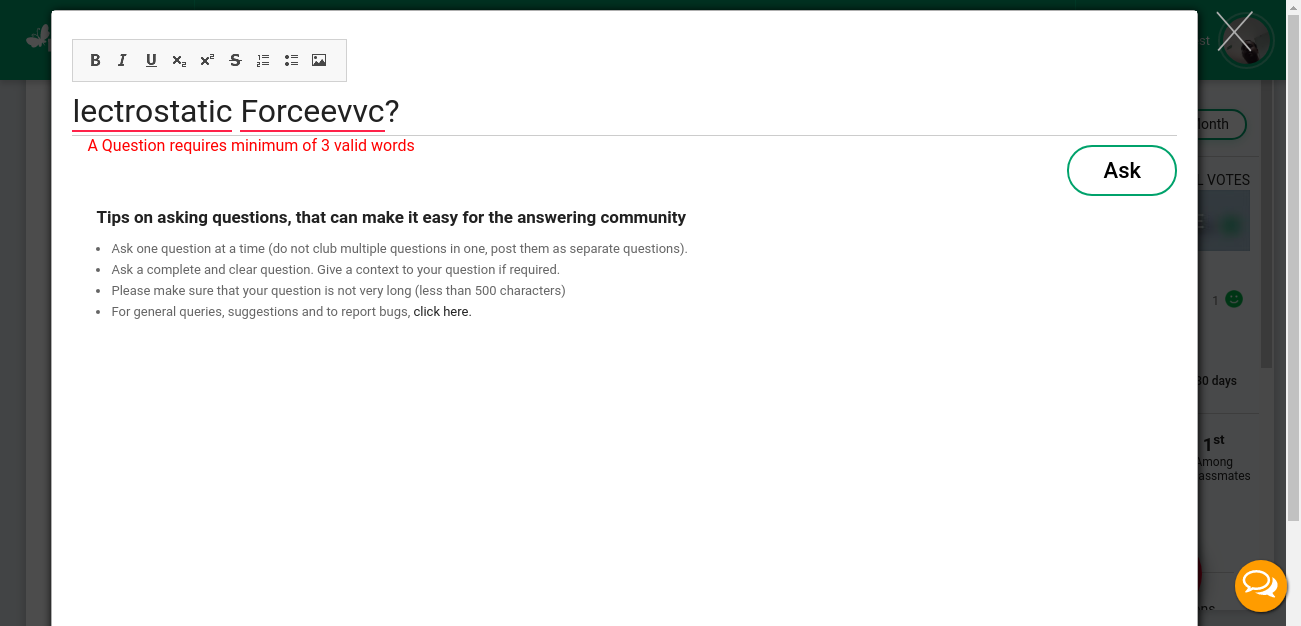 B I U x₂ x² S
lectrostatic Forceevvc?
A Question requires minimum of 3 valid words
Ask
Tips on asking questions, that can make it easy for the answering community
• Ask one question at a time (do not club multiple questions in one, post them as separate questions).
• Ask a complete and clear question. Give a context to your question if required.
• Please make sure that your question is not very long (less than 500 characters)
• For general queries, suggestions and to report bugs, click here.
st
lonth
L VOTES
E
1
30 days
1st
Among
assmates